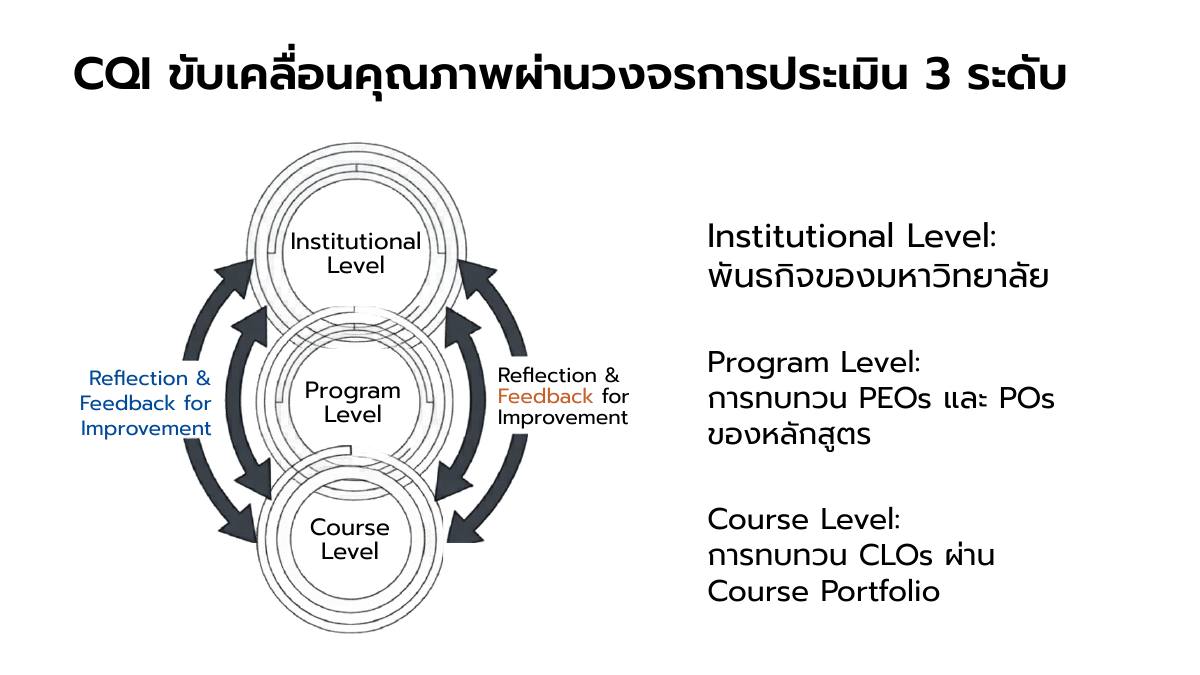 CQI ขับเคลื่อนคุณภาพผ่านวงจรการประเมิน 3 ระดับ
Institutional
Level
Program
Level
Course
Level
Reflection &
Feedback for
Improvement
Reflection &
Feedback for
Improvement
Institutional Level:
พันธกิจของมหาวิทยาลัย
Program Level:
การทบทวน PEOs และ POs
ของหลักสูตร
Course Level:
การทบทวน CLOs ผ่าน
Course Portfolio